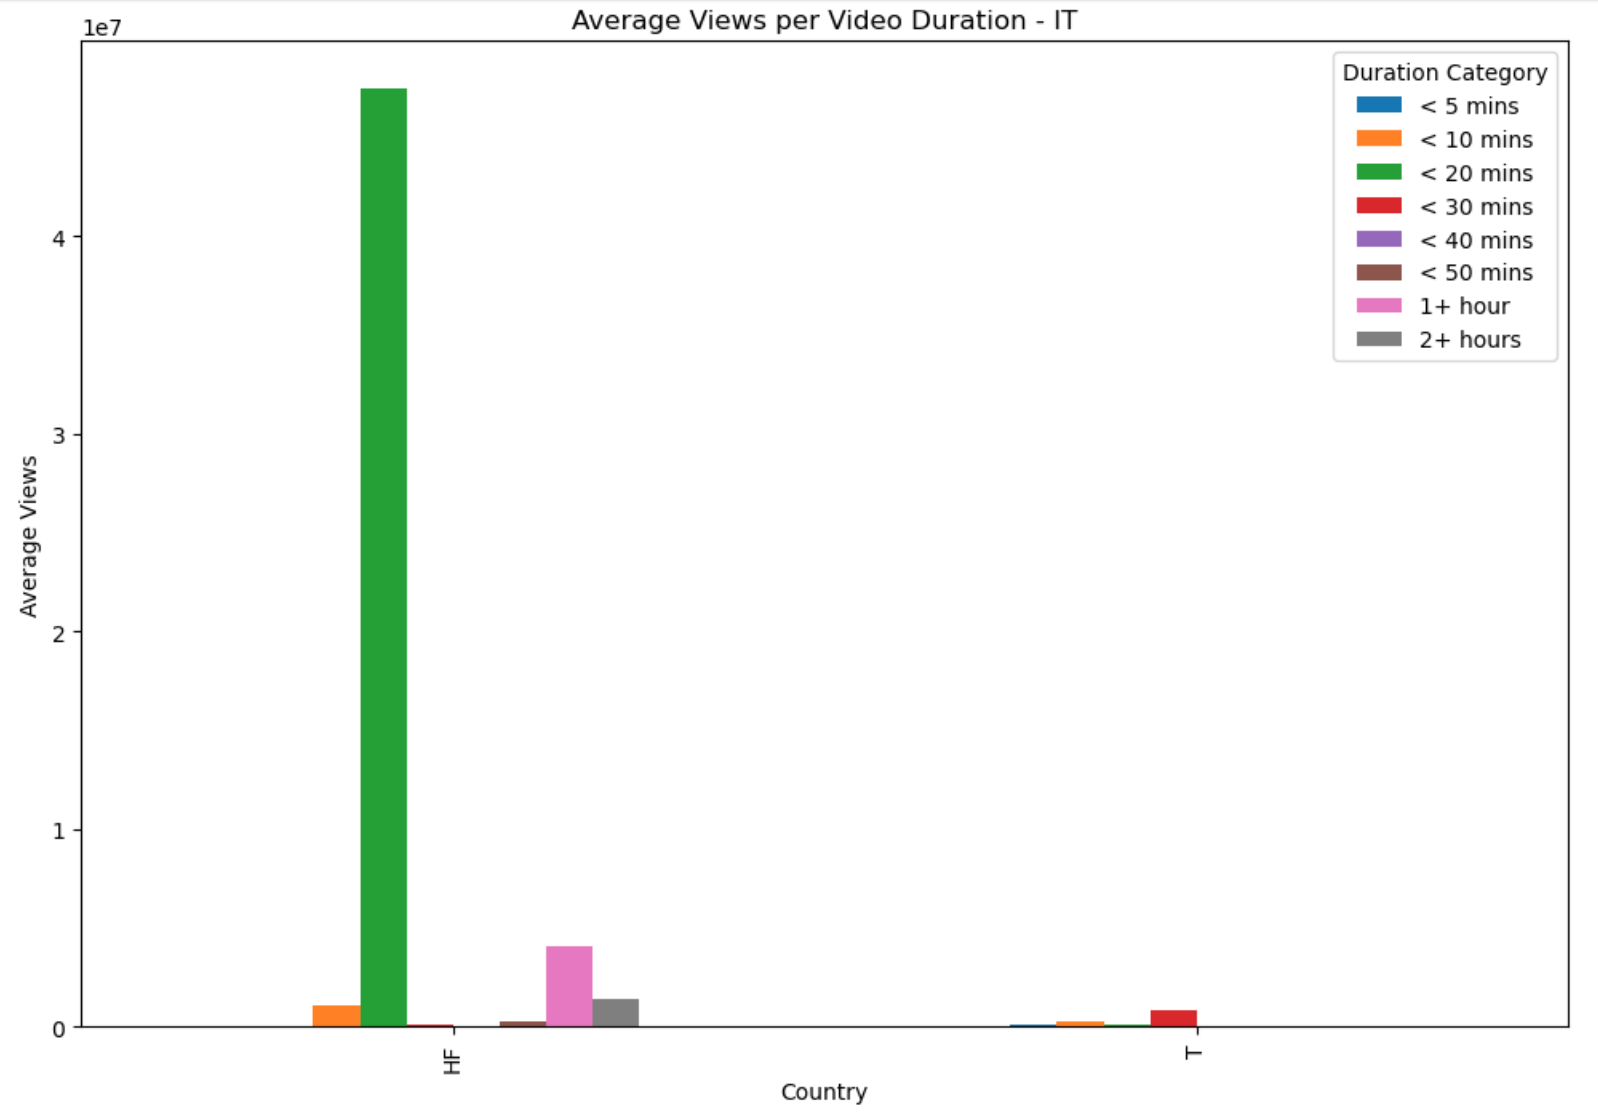 Average Views per Video Duration - IT
1e7
Duration Category
< 5 mins
< 10 mins
< 20 mins
< 30 mins
< 40 mins
< 50 mins
1+ hour
2+ hours
4
3
2
1
0
Average Views
HF
T
Country